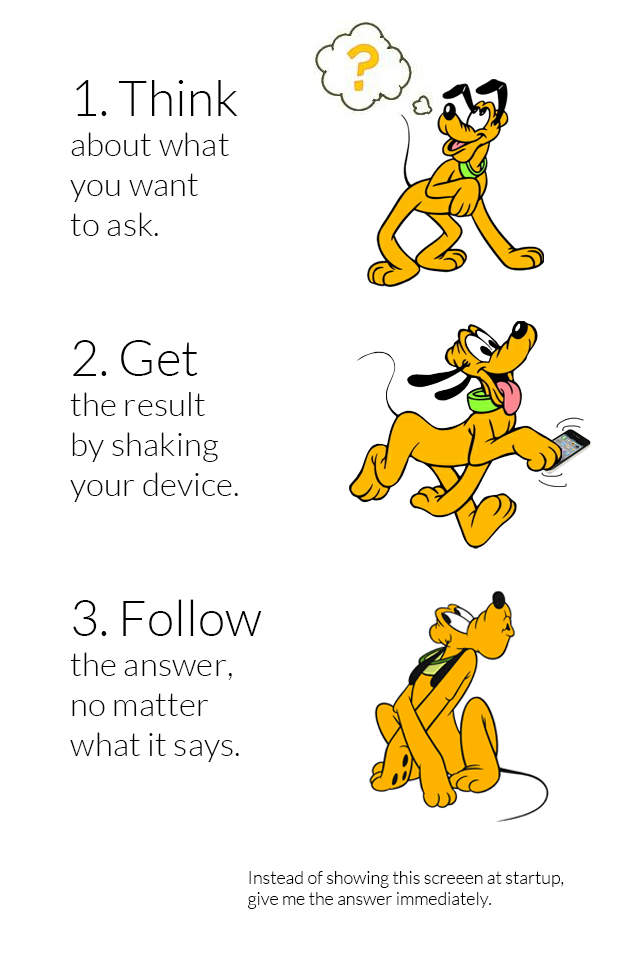 1. Think
about what
you want
to ask.
?
2. Get
the result
by shaking
your device.
3. Follow
the answer,
no matter
what it says.
Instead of showing this screeen at startup,
give me the answer immediately.